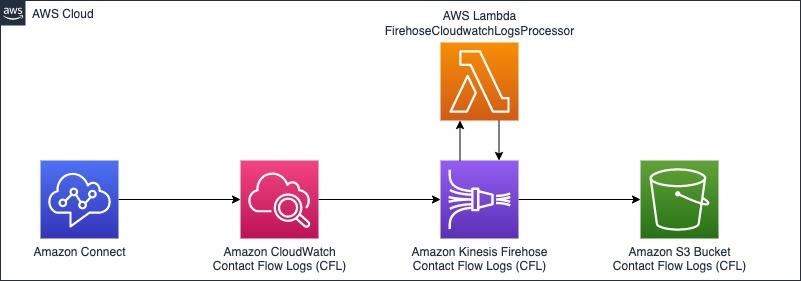 aws
AWS Cloud
AWS Lambda
FirehoseCloudwatchLogsProcessor
Amazon Connect
Amazon CloudWatch
Contact Flow Logs (CFL)
Amazon Kinesis Firehose
Contact Flow Logs (CFL)
Amazon S3 Bucket
Contact Flow Logs (CFL)